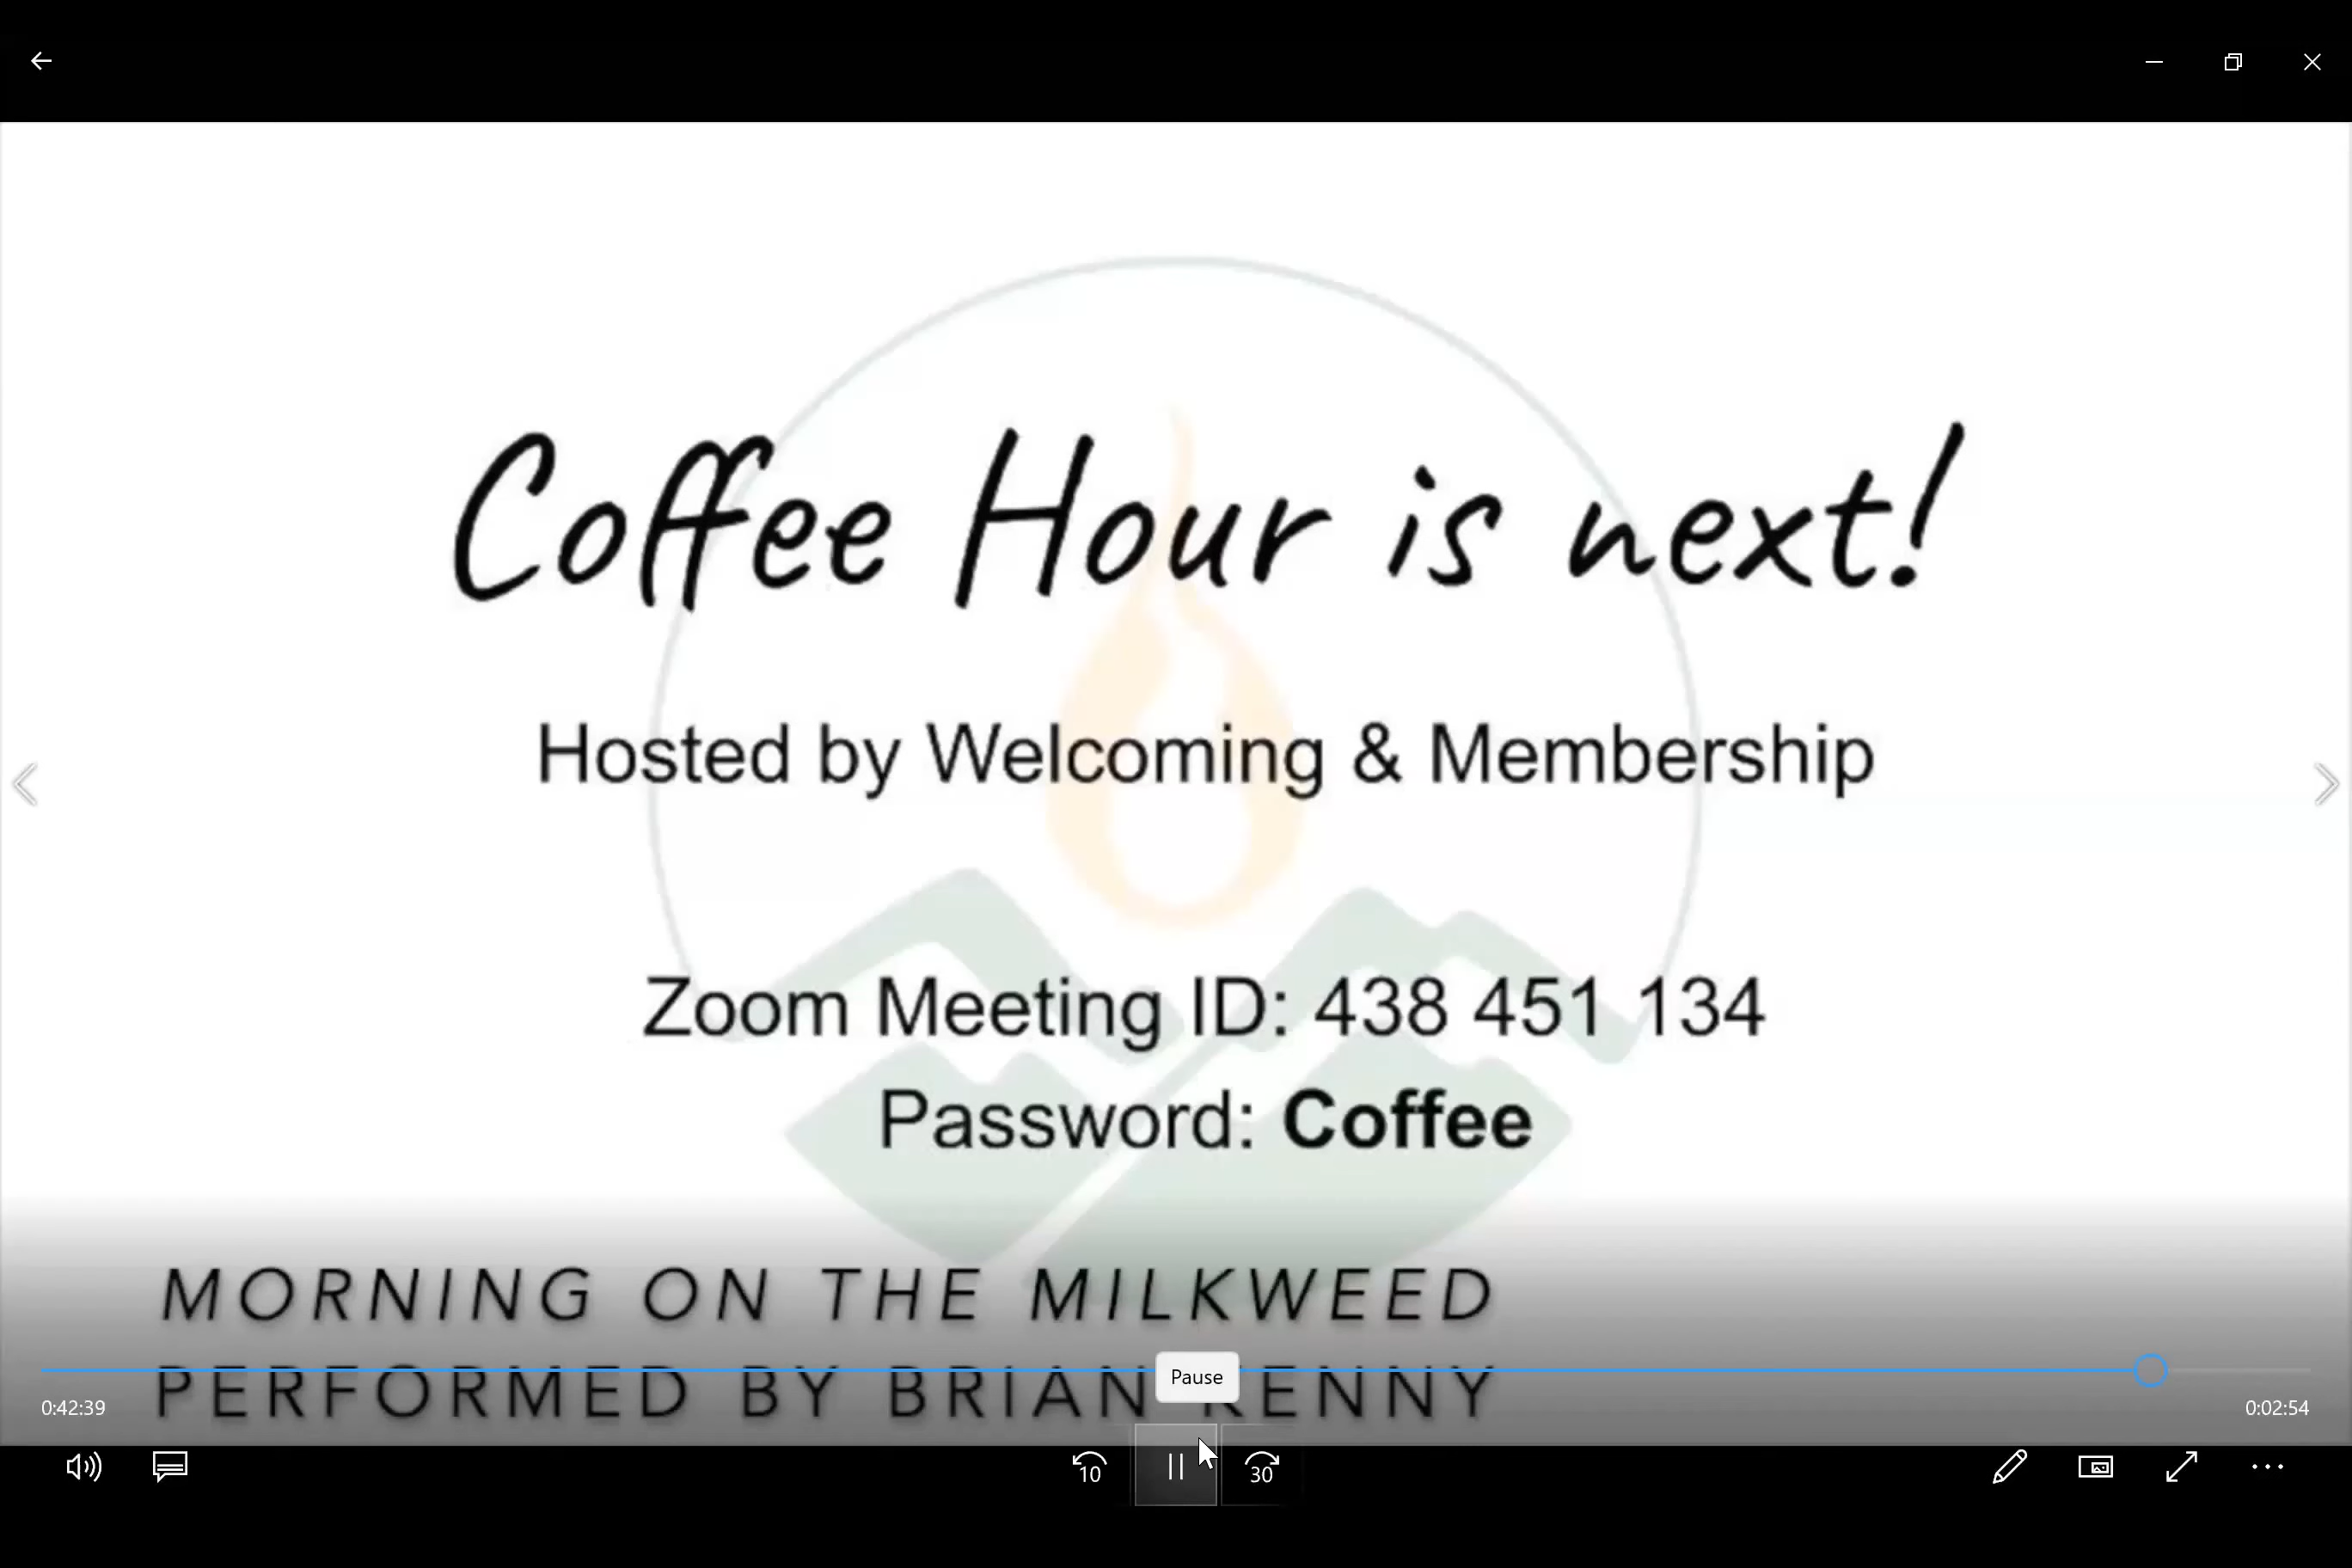 Coffee Hour is next!
Hosted by Welcoming & Membership
Zoom Meeting ID: 438 451 134
Password: Coffee
MORNING ON THE MILKWEED
PERFORMED BY BRIAN KENNY
Pause
0:42:39
0:02:54
10
30